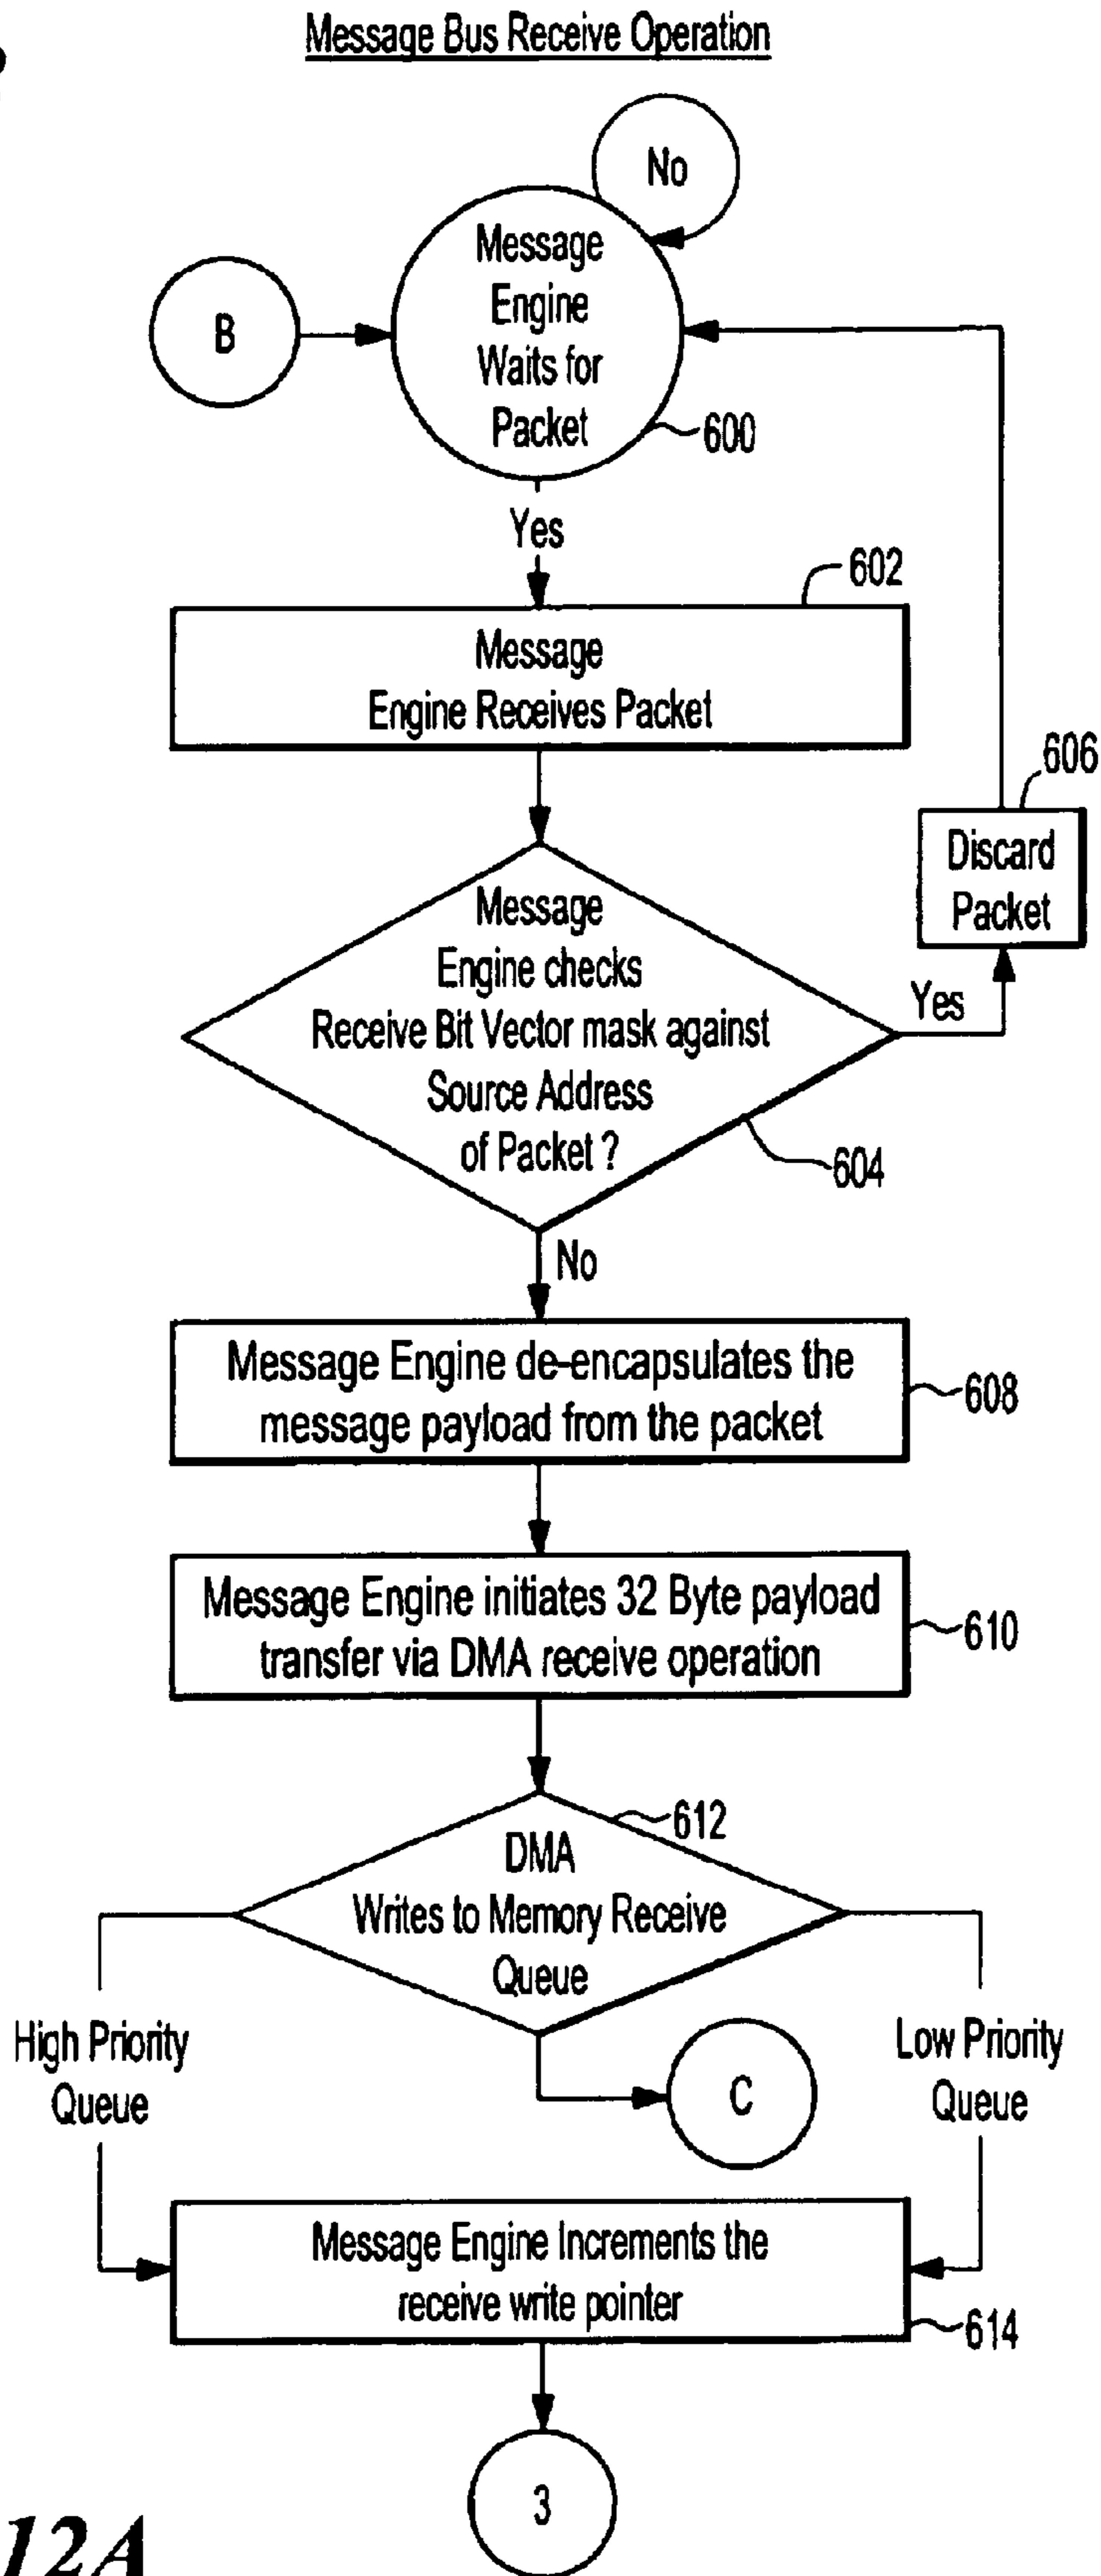 Message Bus Receive Operation
No
Message
Engine
Waits for
Packet
B
600
Yes
602
Message
Engine Receives Packet
606
Discard
Packet
Message
Engine checks
Receive Bit Vector mask against
Source Address
of Packet ?
Yes
604
No
Message Engine de-encapsulates the
message payload from the packet
608
Message Engine initiates 32 Byte payload
transfer via DMA receive operation
610
612
DMA
Writes to Memory Receive
Queue
High Priority
Queue
Low Priority
Queue
C
Message Engine Increments the
receive write pointer
614
3
12A